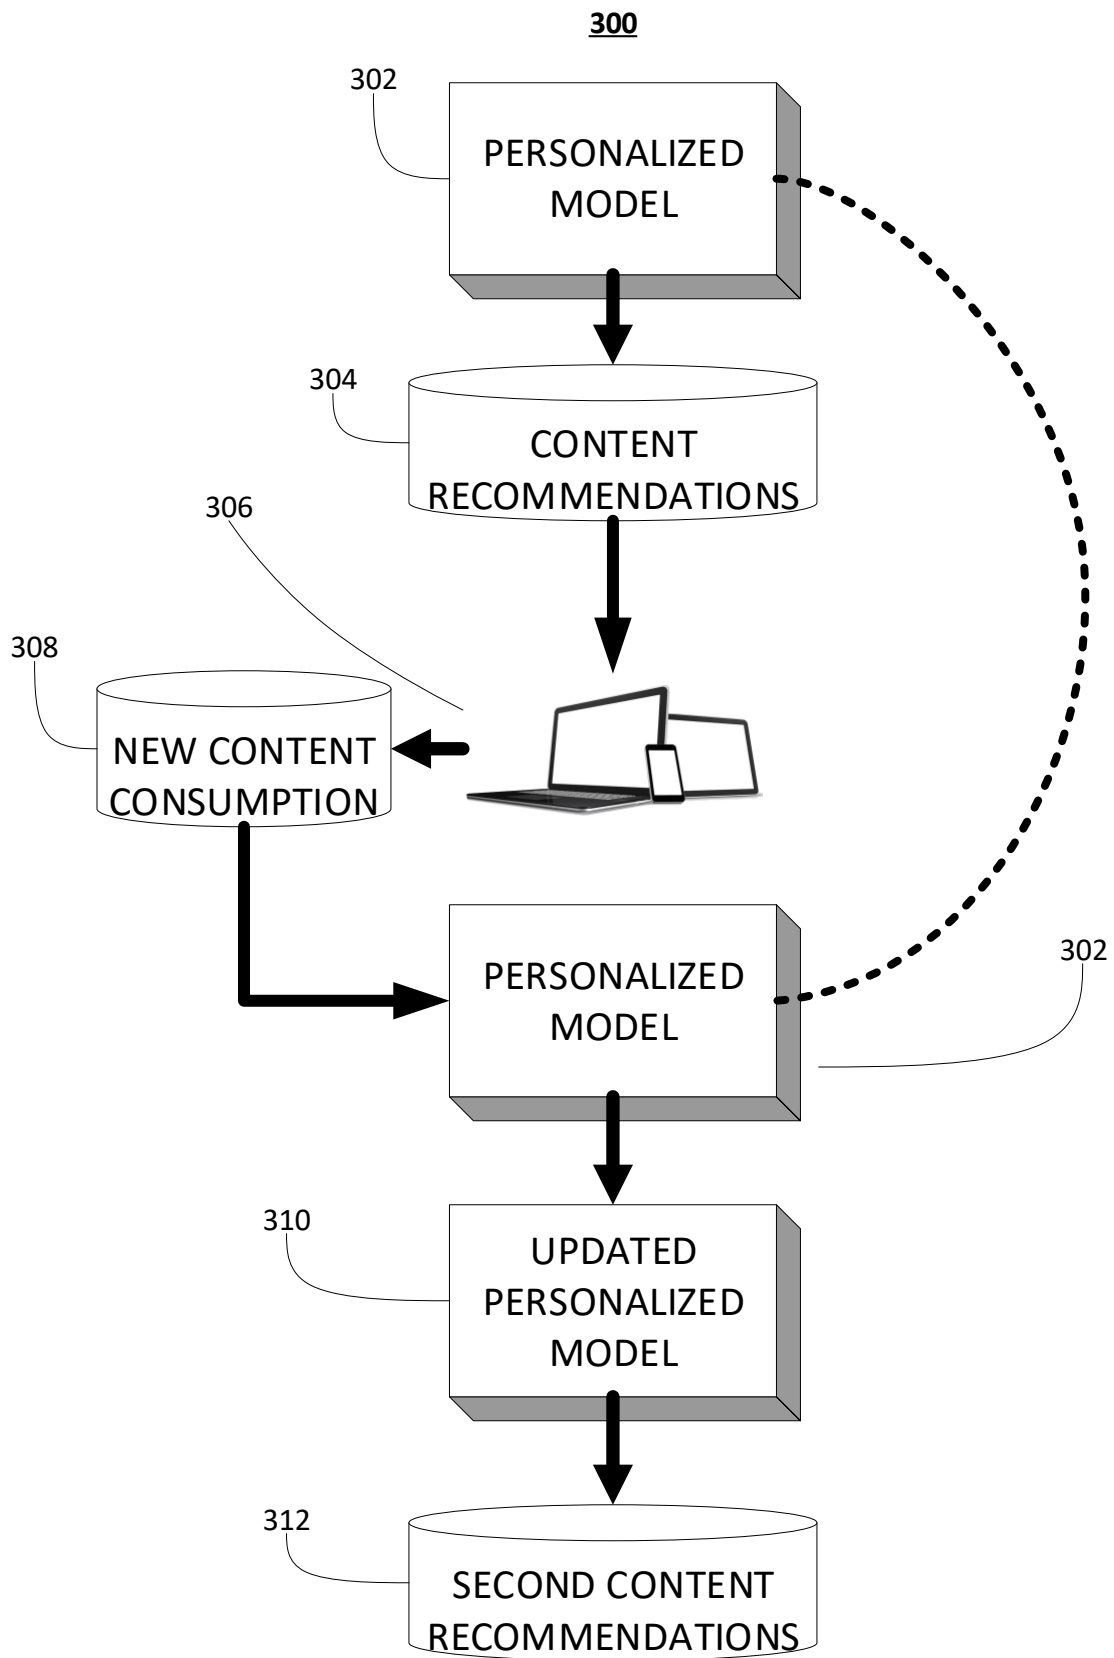 300
302
PERSONALIZED
MODEL
304
CONTENT
RECOMMENDATIONS
306
308
NEW CONTENT
CONSUMPTION
PERSONALIZED
MODEL
302
310
UPDATED
PERSONALIZED
MODEL
312
SECOND CONTENT
RECOMMENDATIONS